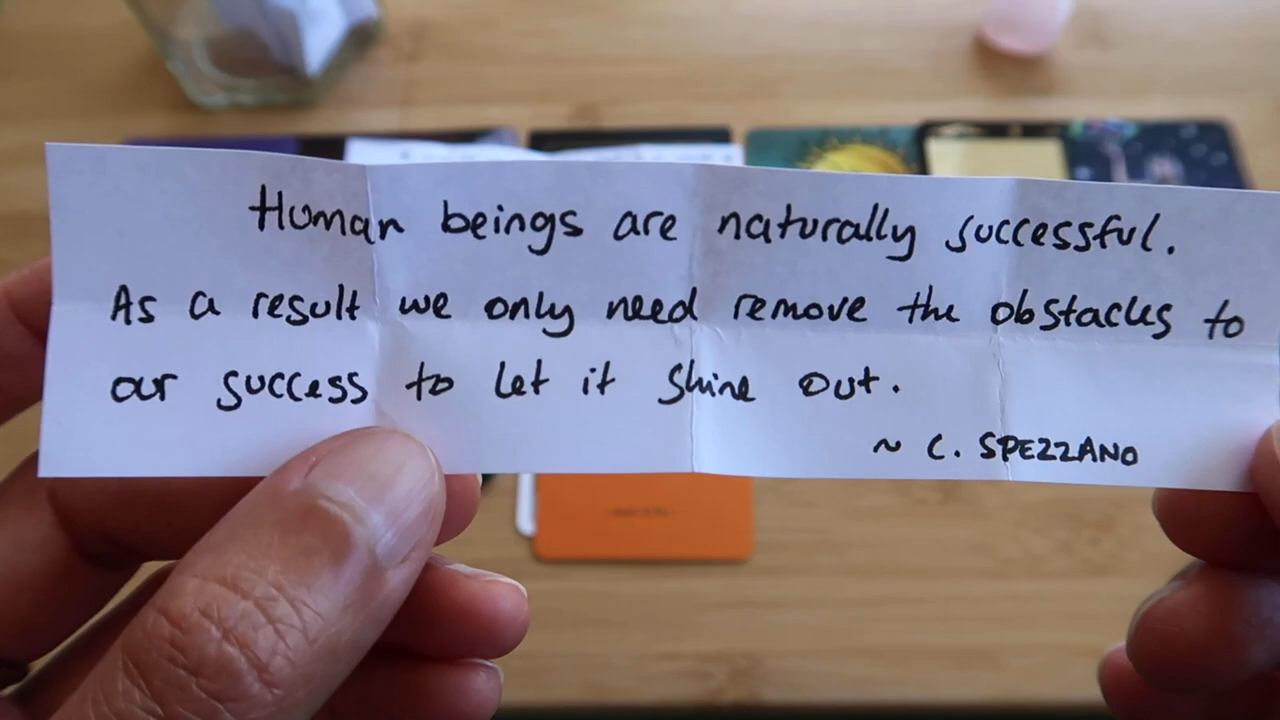 Human beings are naturally successful.
As a result we only need remove the obstacles to
our success to let it shine out.
~ C. SPEZZANO